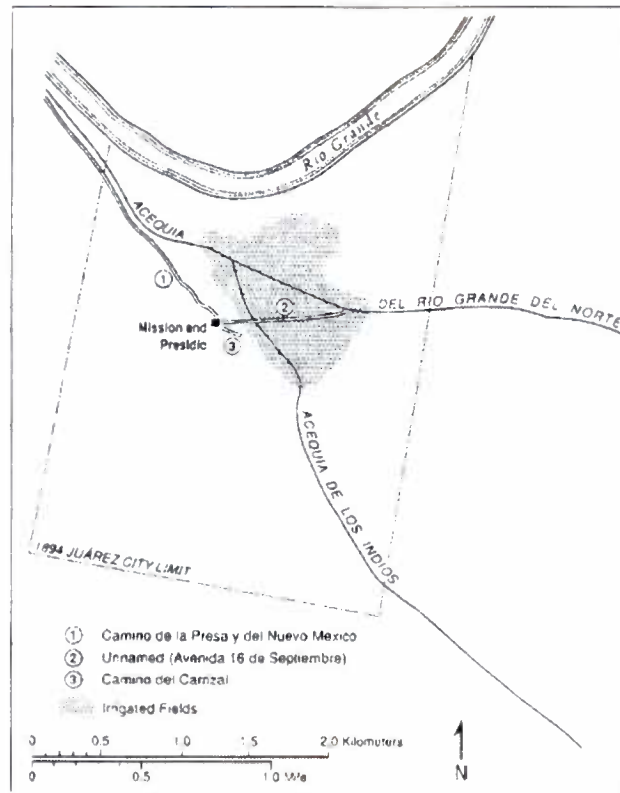 Rio Grande
ACEQUIA
①
②
DEL RIO GRANDE DEL NORTE
Mission and
Presidio
③
ACEQUIA DE LOS INDIOS
1894 JUÁREZ CITY LIMIT
① Camino de la Presa y del Nuevo Mexico
② Unnamed (Avenida 16 de Septiembre)
③ Camino del Carrizal
Irrigated Fields
0 0.5 1.0 1.5 2.0 Kilometers
0 0.5 1.0 Mile
N